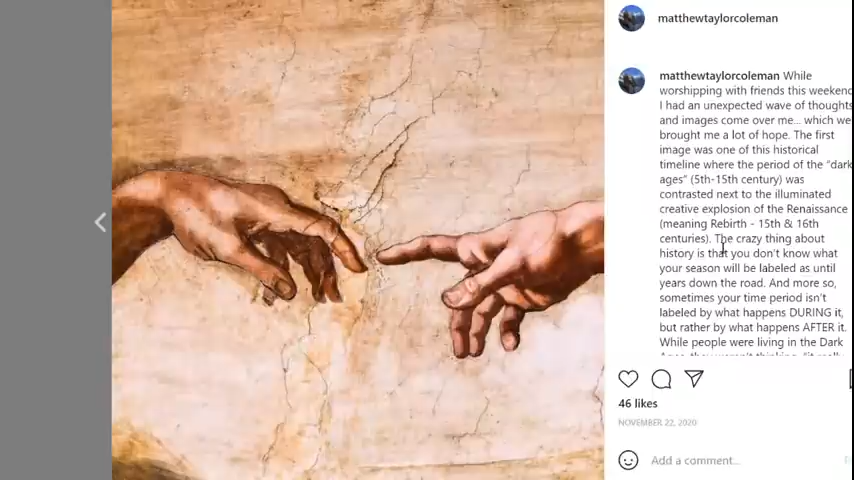 matthewtaylorcoleman
matthewtaylorcoleman While
worshipping with friends this weekend
I had an unexpected wave of thoughts
and images come over me... which we
brought me a lot of hope. The first
image was one of this historical
timeline where the period of the "dark
ages" (5th-15th century) was
contrasted next to the illuminated
creative explosion of the Renaissance
(meaning Rebirth - 15th & 16th
centuries). The crazy thing about
history is that you don't know what
your season will be labeled as until
years down the road. And more so,
sometimes your time period isn't
labeled by what happens DURING it,
but rather by what happens AFTER it.
While people were living in the Dark
Ages, they weren't thinking, "it really
46 likes
NOVEMBER 22, 2020
Add a comment...